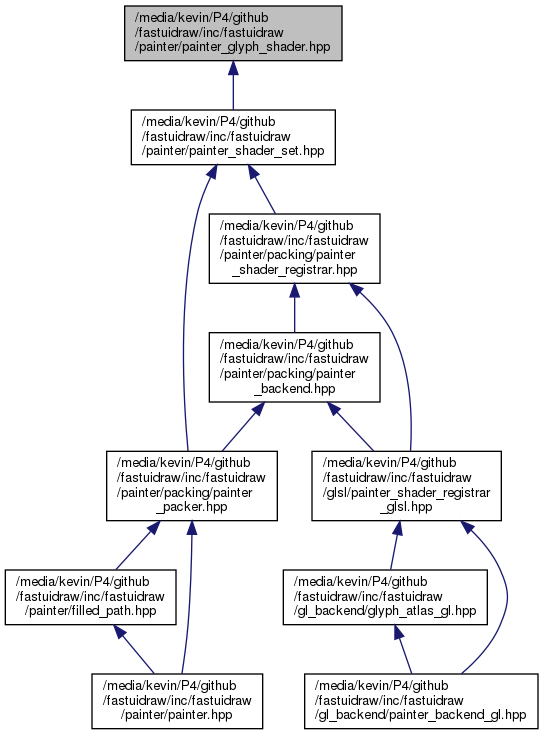 /media/kevin/P4/github
/fastuidraw/inc/fastuidraw
/painter/painter_glyph_shader.hpp
/media/kevin/P4/github
/fastuidraw/inc/fastuidraw
/painter/painter_shader_set.hpp
/media/kevin/P4/github
/fastuidraw/inc/fastuidraw
/painter/packing/painter
_shader_registrar.hpp
/media/kevin/P4/github
/fastuidraw/inc/fastuidraw
/painter/packing/painter
_backend.hpp
/media/kevin/P4/github
/fastuidraw/inc/fastuidraw
/painter/packing/painter
_packer.hpp
/media/kevin/P4/github
/fastuidraw/inc/fastuidraw
/glsl/painter_shader_registrar
_glsl.hpp
/media/kevin/P4/github
/fastuidraw/inc/fastuidraw
/painter/filled_path.hpp
/media/kevin/P4/github
/fastuidraw/inc/fastuidraw
/gl_backend/glyph_atlas_gl.hpp
/media/kevin/P4/github
/fastuidraw/inc/fastuidraw
/painter/painter.hpp
/media/kevin/P4/github
/fastuidraw/inc/fastuidraw
/gl_backend/painter_backend_gl.hpp